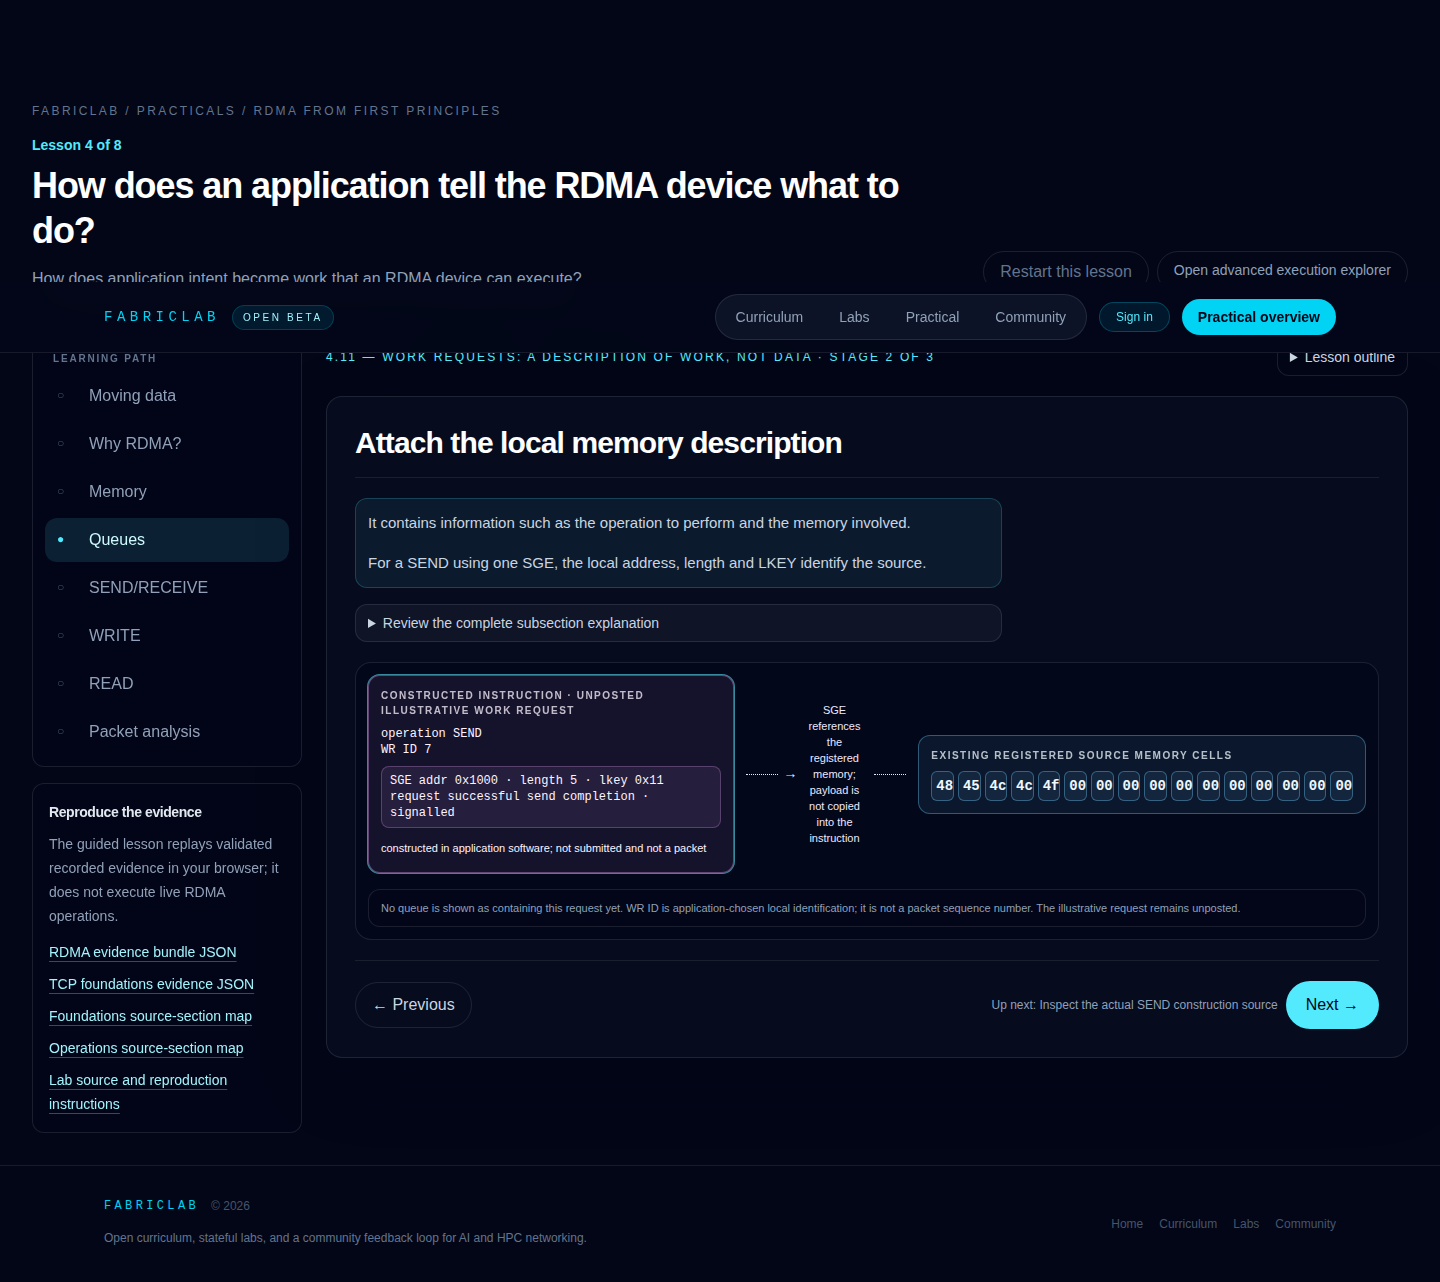 FABRICLAB / PRACTICALS / RDMA FROM FIRST PRINCIPLES
Lesson 4 of 8
How does an application tell the RDMA device what to
do?
How does application intent become work that an RDMA device can execute?
Restart this lesson
Open advanced execution explorer
FABRICLAB
OPEN BETA
Curriculum
Labs
Practical
Community
Sign in
Practical overview
LEARNING PATH
○ Moving data
○ Why RDMA?
○ Memory
● Queues
○ SEND/RECEIVE
○ WRITE
○ READ
○ Packet analysis
Reproduce the evidence
The guided lesson replays validated
recorded evidence in your browser; it
does not execute live RDMA
operations.
RDMA evidence bundle JSON
TCP foundations evidence JSON
Foundations source-section map
Operations source-section map
Lab source and reproduction
instructions
4.11 — WORK REQUESTS: A DESCRIPTION OF WORK, NOT DATA · STAGE 2 OF 3
▶ Lesson outline
Attach the local memory description
It contains information such as the operation to perform and the memory involved.
For a SEND using one SGE, the local address, length and LKEY identify the source.
▶ Review the complete subsection explanation
CONSTRUCTED INSTRUCTION · UNPOSTED
ILLUSTRATIVE WORK REQUEST
operation SEND
WR ID 7
SGE addr 0x1000 · length 5 · lkey 0x11
request successful send completion ·
signalled
constructed in application software; not submitted and not a packet
→
SGE
references
the
registered
memory;
payload is
not copied
into the
instruction
EXISTING REGISTERED SOURCE MEMORY CELLS
48 45 4c 4c 4f 00 00 00 00 00 00 00 00 00 00 00
No queue is shown as containing this request yet. WR ID is application-chosen local identification; it is not a packet sequence number. The illustrative request remains unposted.
← Previous
Up next: Inspect the actual SEND construction source
Next →
FABRICLAB © 2026
Open curriculum, stateful labs, and a community feedback loop for AI and HPC networking.
Home
Curriculum
Labs
Community